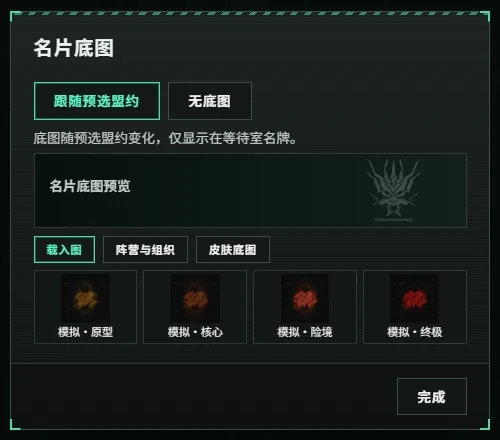 名片底图
跟随预选盟约 无底图
底图随预选盟约变化，仅显示在等待室名牌。
名片底图预览
载入图 阵营与组织 皮肤底图
模拟·原型 模拟·核心 模拟·险境 模拟·终极
完成